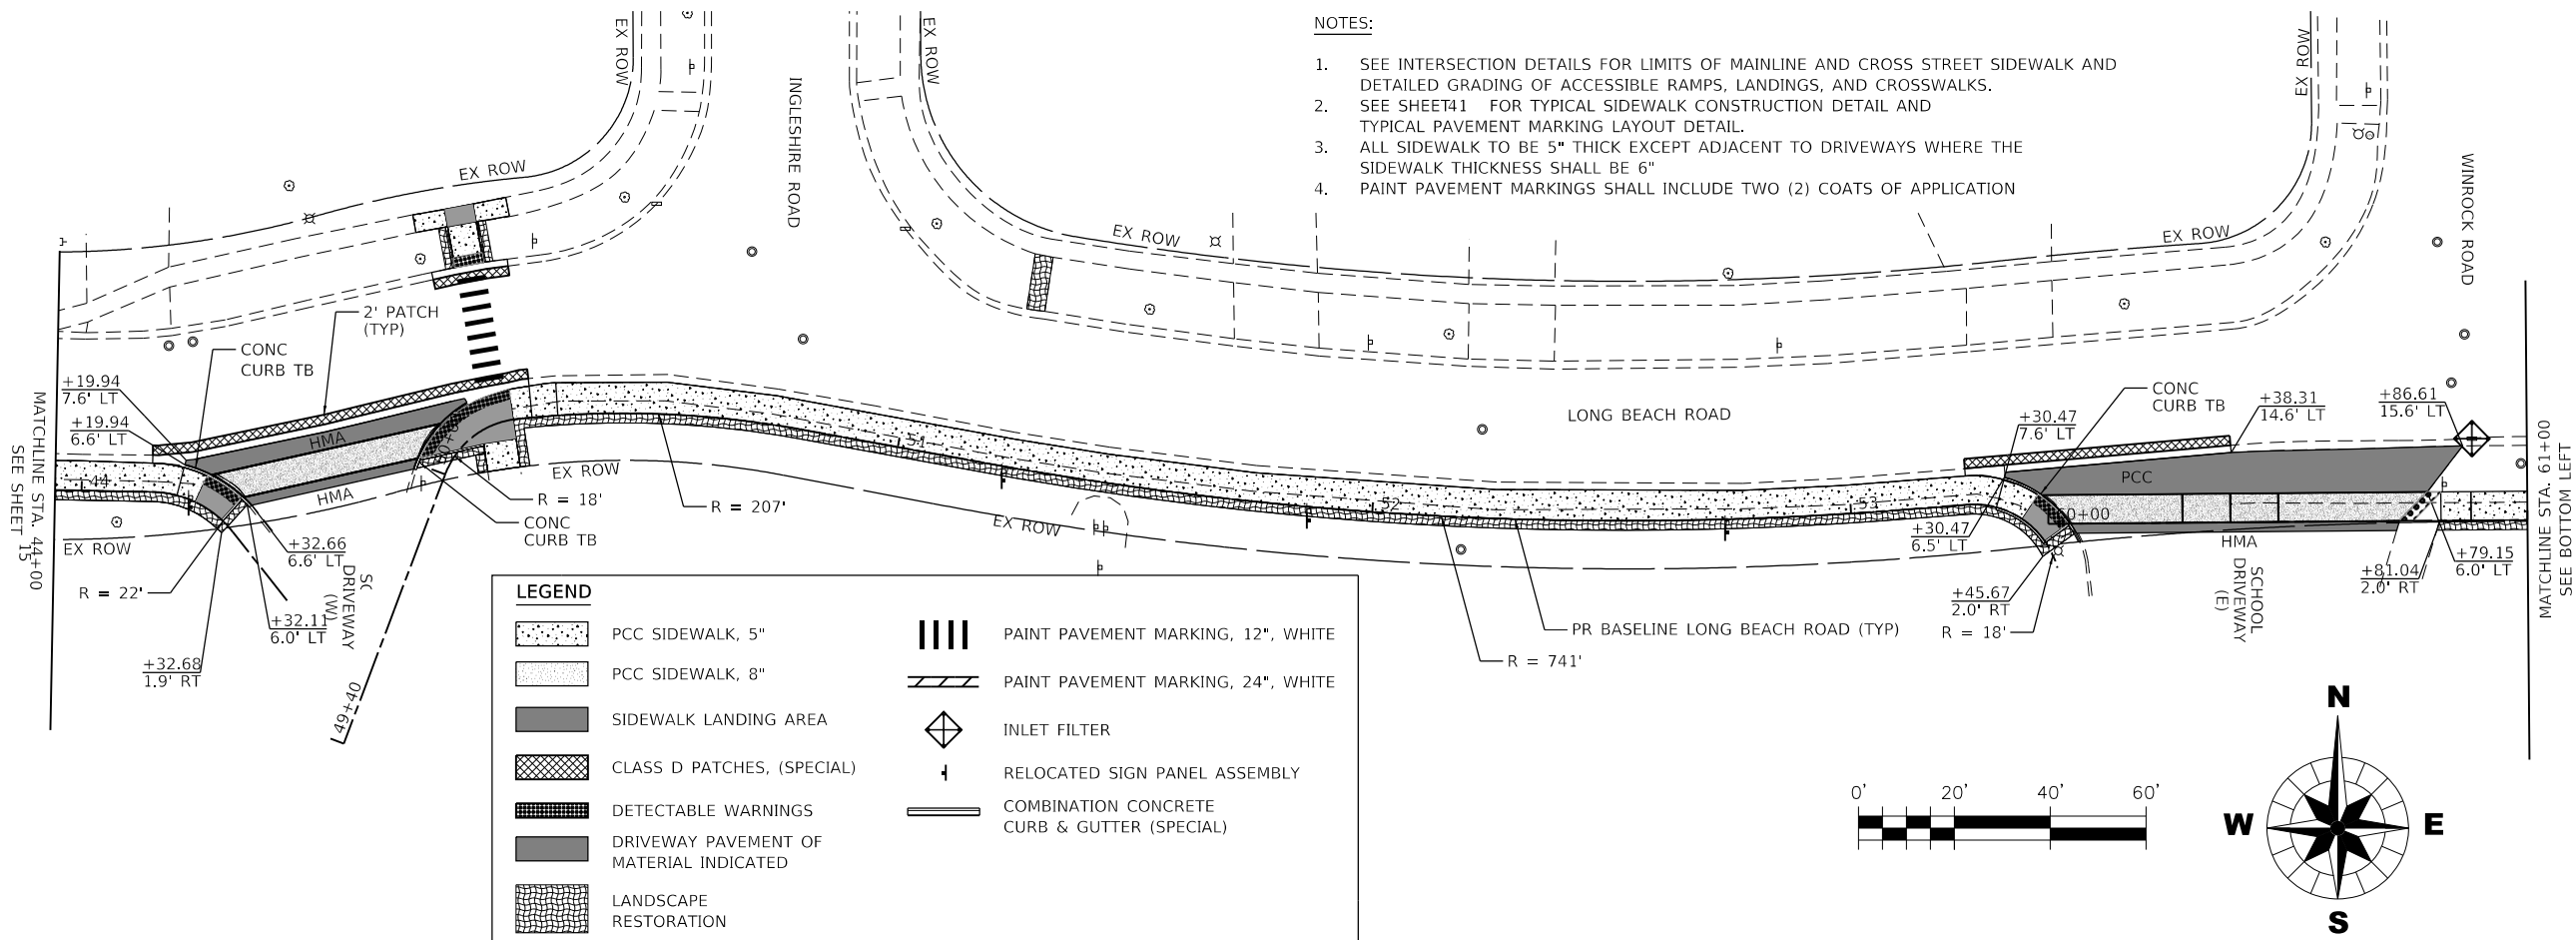 NOTES:
1. SEE INTERSECTION DETAILS FOR LIMITS OF MAINLINE AND CROSS STREET SIDEWALK AND
DETAILED GRADING OF ACCESSIBLE RAMPS, LANDINGS, AND CROSSWALKS.
2. SEE SHEET41 FOR TYPICAL SIDEWALK CONSTRUCTION DETAIL AND
TYPICAL PAVEMENT MARKING LAYOUT DETAIL.
3. ALL SIDEWALK TO BE 5" THICK EXCEPT ADJACENT TO DRIVEWAYS WHERE THE
SIDEWALK THICKNESS SHALL BE 6"
4. PAINT PAVEMENT MARKINGS SHALL INCLUDE TWO (2) COATS OF APPLICATION
EX ROW
EX ROW
EX ROW
EX ROW
EX ROW
EX ROW
INGLESHIRE ROAD
WINROCK ROAD
2' PATCH
(TYP)
CONC
CURB TB
+19.94
7.6' LT
+19.94
6.6' LT
MATCHLINE STA. 44+00
SEE SHEET 15
44
HMA
HMA
EX ROW
R = 22'
+32.66
6.6' LT
+32.11
6.0' LT
+32.68
1.9' RT
SC
DRIVEWAY
(W)
49+40
R = 18'
CONC
CURB TB
EX ROW
R = 207'
51
EX ROW
52
53
LONG BEACH ROAD
R = 741'
PR BASELINE LONG BEACH ROAD (TYP)
+30.47
7.6' LT
CONC
CURB TB
+38.31
14.6' LT
+86.61
15.6' LT
PCC
+30.47
6.5' LT
0+00
HMA
+45.67
2.0' RT
R = 18'
SCHOOL
DRIVEWAY
(E)
+81.04
2.0' RT
+79.15
6.0' LT
MATCHLINE STA. 61+00
SEE BOTTOM LEFT
LEGEND
PCC SIDEWALK, 5"
PCC SIDEWALK, 8"
SIDEWALK LANDING AREA
CLASS D PATCHES, (SPECIAL)
DETECTABLE WARNINGS
DRIVEWAY PAVEMENT OF
MATERIAL INDICATED
LANDSCAPE
RESTORATION
PAINT PAVEMENT MARKING, 12", WHITE
PAINT PAVEMENT MARKING, 24", WHITE
INLET FILTER
RELOCATED SIGN PANEL ASSEMBLY
COMBINATION CONCRETE
CURB & GUTTER (SPECIAL)
0' 20' 40' 60'
N
W E
S